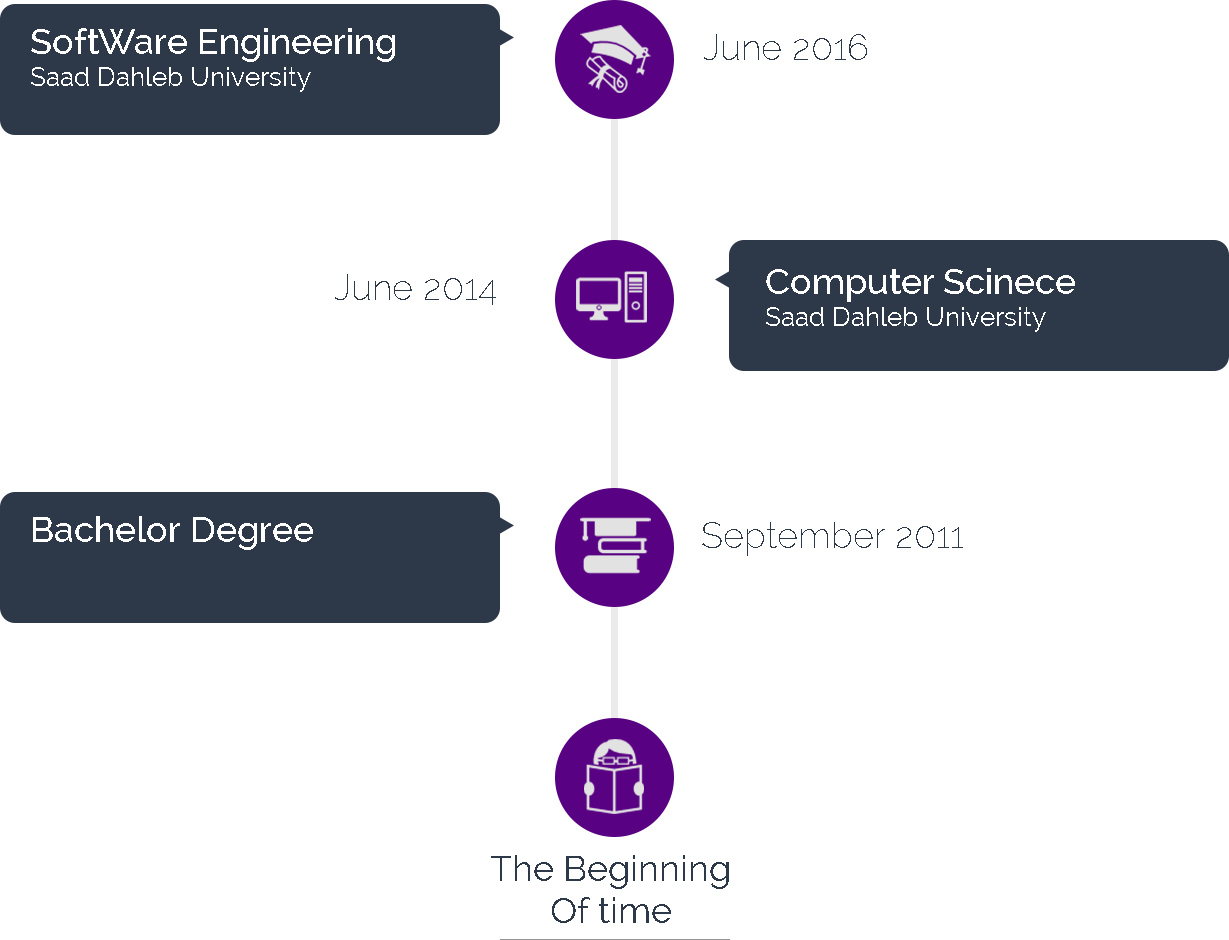 SoftWare Engineering
Saad Dahleb University
June 2016
June 2014
Computer Scinece
Saad Dahleb University
Bachelor Degree
September 2011
The Beginning
Of time